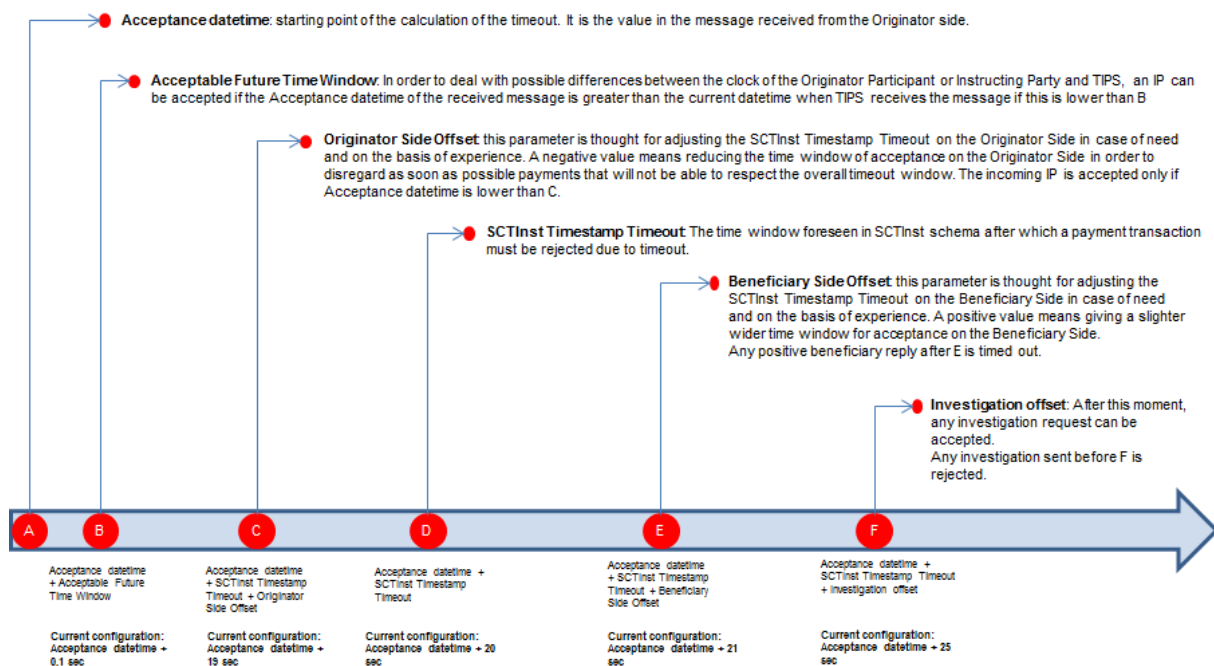 Acceptance datetime: starting point of the calculation of the timeout. It is the value in the message received from the Originator side.
Acceptable Future Time Window: In order to deal with possible differences between the clock of the Originator Participant or Instructing Party and TIPS, an IP can
be accepted if the Acceptance datetime of the received message is greater than the current datetime when TIPS receives the message if this is lower than B
Originator Side Offset: this parameter is thought for adjusting the SCTInst Timestamp Timeout on the Originator Side in case of need
and on the basis of experience. A negative value means reducing the time window of acceptance on the Originator Side in order to
disregard as soon as possible payments that will not be able to respect the overall timeout window. The incoming IP is accepted only if
Acceptance datetime is lower than C.
SCTInst Timestamp Timeout: The time window foreseen in SCTInst schema after which a payment transaction
must be rejected due to timeout.
Beneficiary Side Offset: this parameter is thought for adjusting the
SCTInst Timestamp Timeout on the Beneficiary Side in case of need
and on the basis of experience. A positive value means giving a slighter
wider time window for acceptance on the Beneficiary Side.
Any positive beneficiary reply after E is timed out.
Investigation offset: After this moment,
any investigation request can be
accepted.
Any investigation sent before F is
rejected.
A
B
C
D
E
F
Acceptance datetime
+ Acceptable Future
Time Window
Acceptance datetime
+ SCTInst Timestamp
Timeout + Originator
Side Offset
Acceptance datetime +
SCTInst Timestamp
Timeout
Acceptance datetime
+ SCTInst Timestamp
Timeout + Beneficiary
Side Offset
Acceptance datetime +
SCTInst Timestamp Timeout
+ Investigation offset
Current configuration:
Acceptance datetime +
0.1 sec
Current configuration:
Acceptance datetime +
19 sec
Current configuration:
Acceptance datetime + 20
sec
Current configuration:
Acceptance datetime + 21
sec
Current configuration:
Acceptance datetime + 25
sec